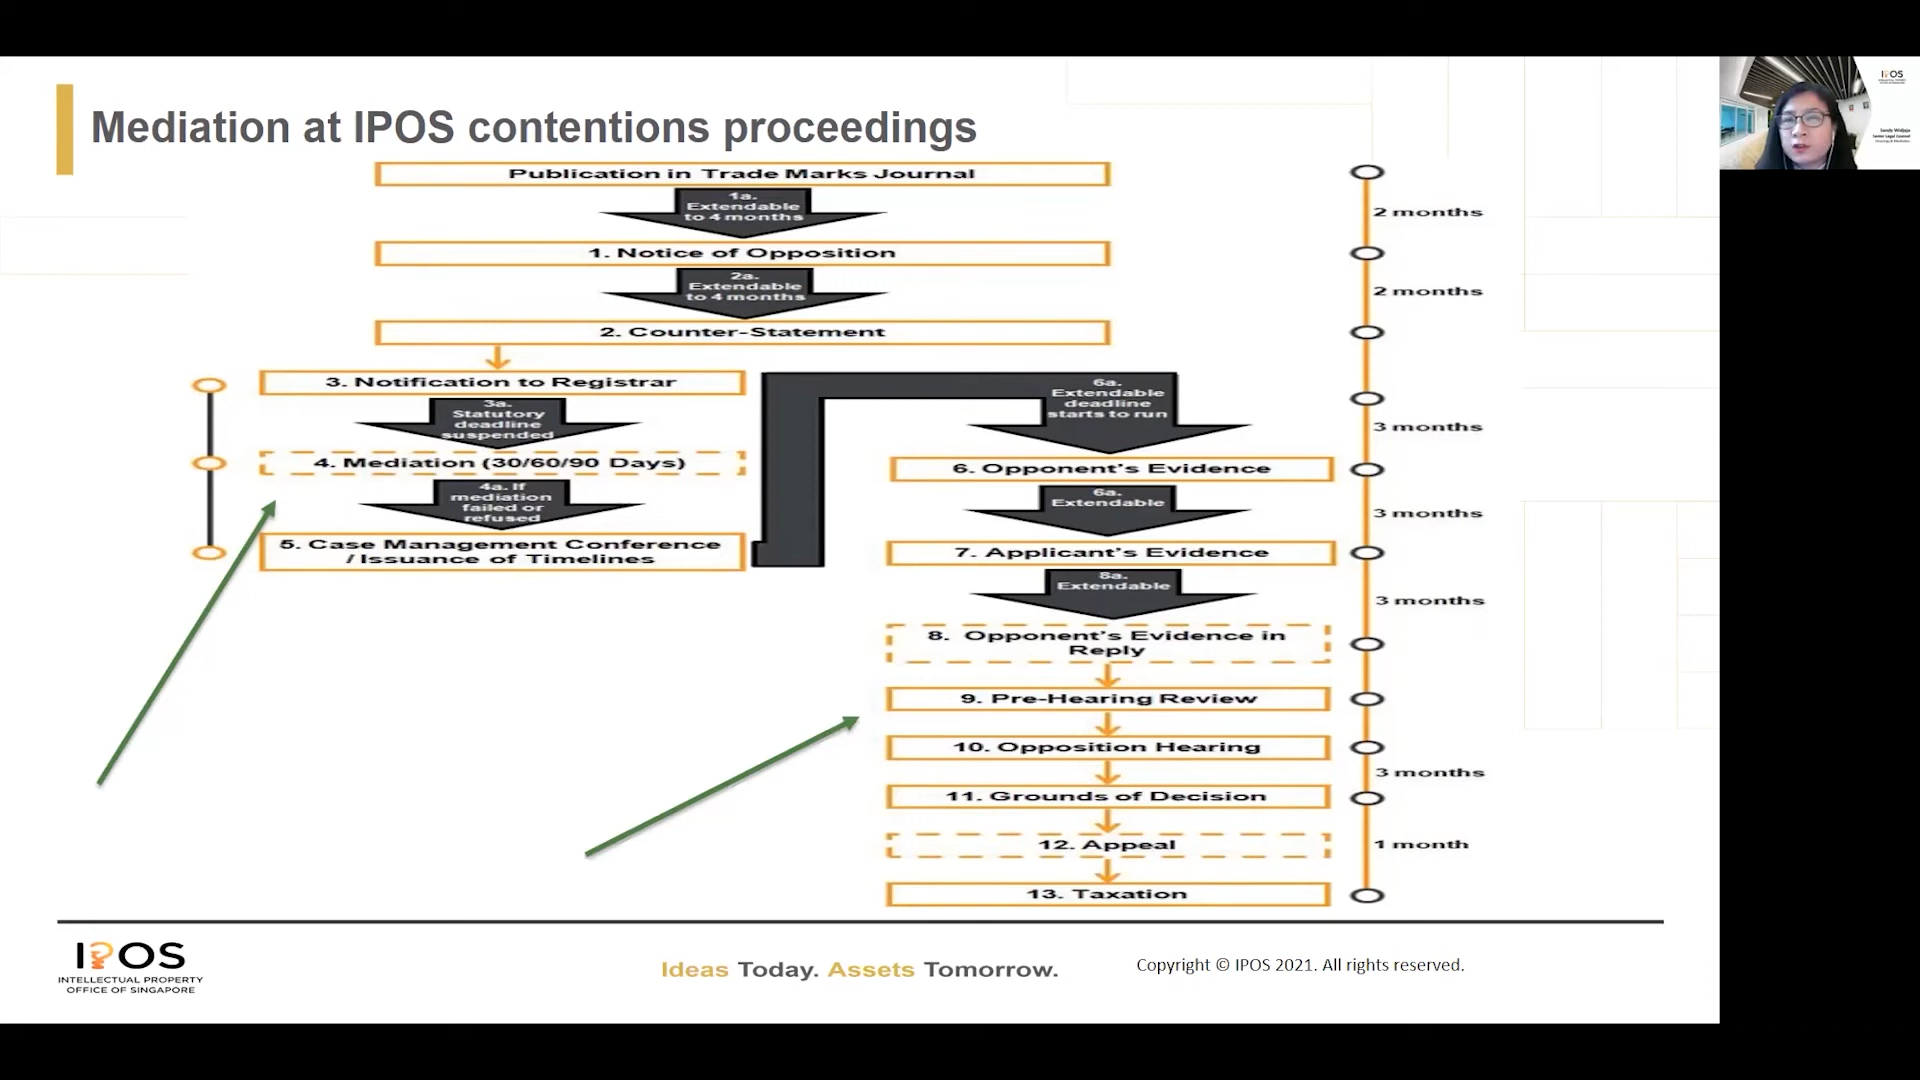 Mediation at IPOS contentions proceedings
Publication in Trade Marks Journal
1a.
Extendable
to 4 months
2 months
1. Notice of Opposition
2a.
Extendable
to 4 months
2 months
2. Counter-Statement
3. Notification to Registrar
3a.
Statutory
deadline
suspended
4. Mediation (30/60/90 Days)
4a. If
mediation
failed or
refused
5. Case Management Conference
/ Issuance of Timelines
6a.
Extendable
deadline
starts to run
3 months
6. Opponent's Evidence
6a.
Extendable
3 months
7. Applicant's Evidence
8a.
Extendable
3 months
8. Opponent's Evidence in
Reply
9. Pre-Hearing Review
10. Opposition Hearing
3 months
11. Grounds of Decision
12. Appeal
1 month
13. Taxation
IPOS
INTELLECTUAL PROPERTY
OFFICE OF SINGAPORE
Ideas Today. Assets Tomorrow.
Copyright © IPOS 2021. All rights reserved.
IPOS
Sandy Widjaja